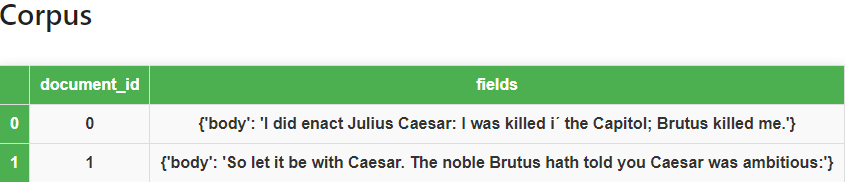 Corpus
document_id fields
0 0 {'body': 'I did enact Julius Caesar: I was killed i´ the Capitol; Brutus killed me.'}
1 1 {'body': 'So let it be with Caesar. The noble Brutus hath told you Caesar was ambitious:'}